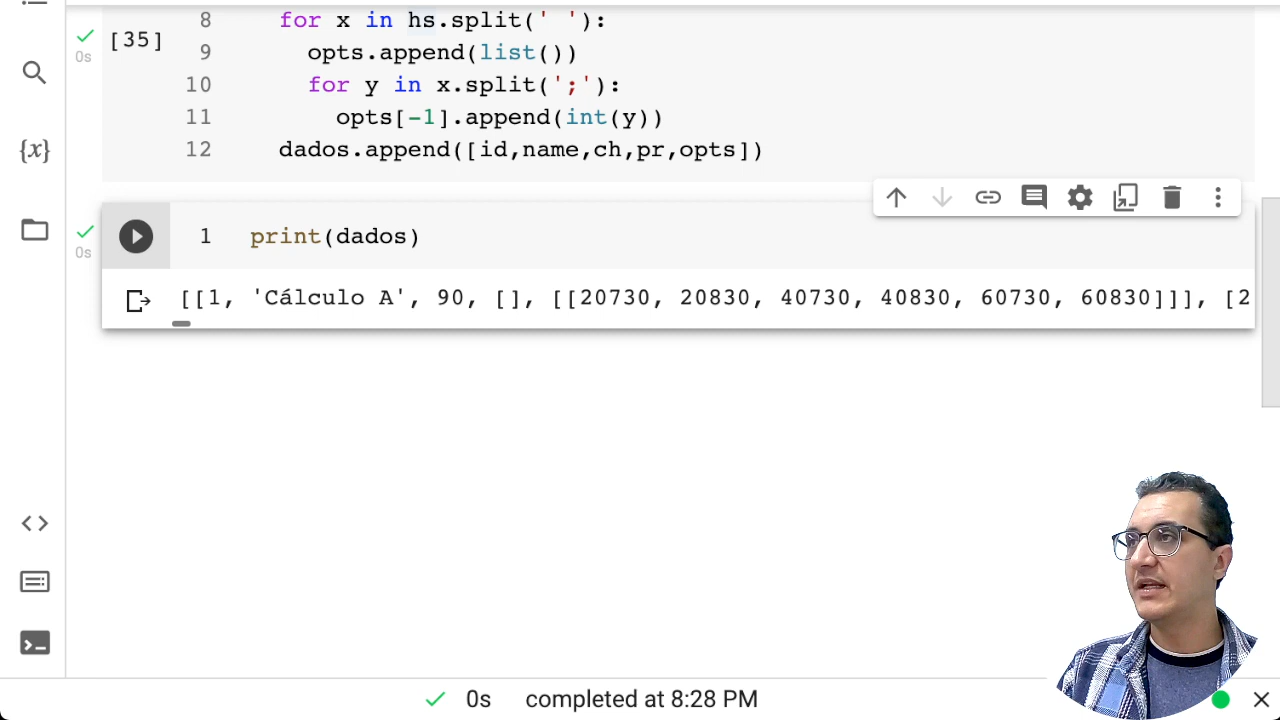 8 for x in hs.split(' '):
[35]
0s
9 opts.append(list())
10 for y in x.split(';'):
11 opts[-1].append(int(y))
12 dados.append([id,name,ch,pr,opts])
{x}
0s
1 print(dados)
[[1, 'Cálculo A', 90, [], [[20730, 20830, 40730, 40830, 60730, 60830]]], [2
0s completed at 8:28 PM